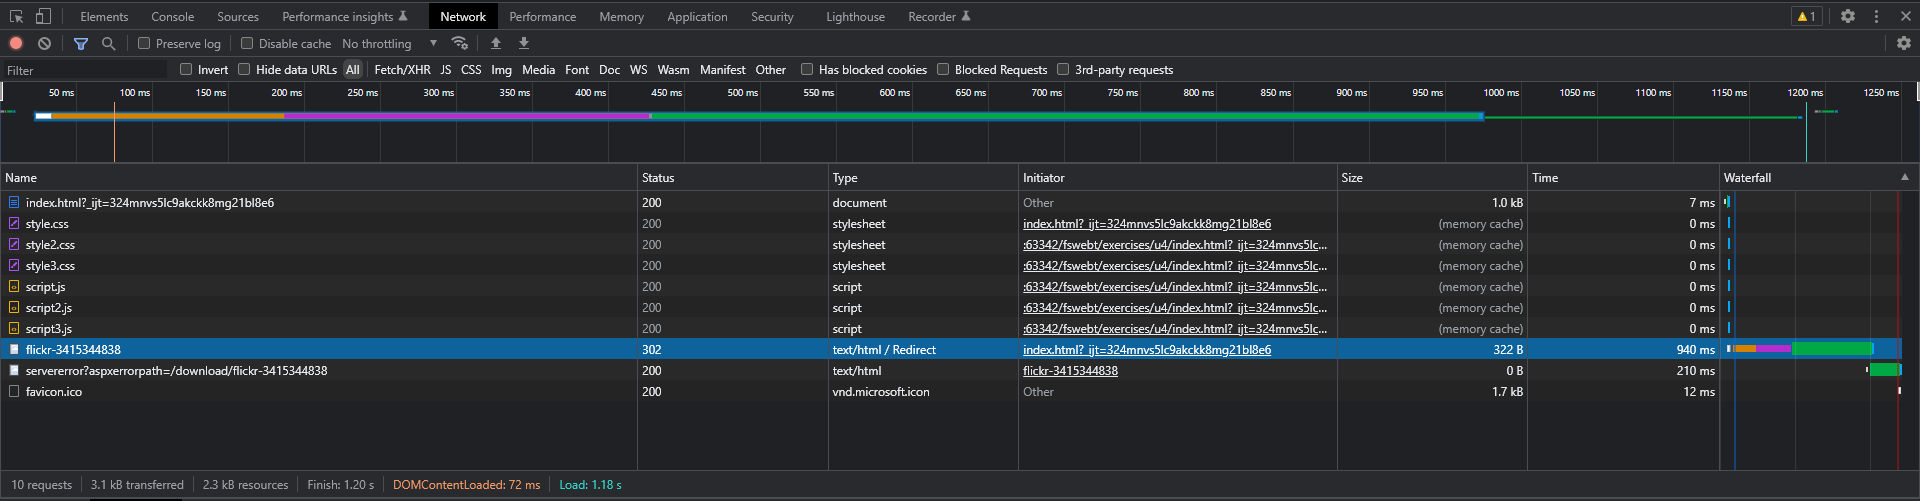 Elements Console Sources Performance insights Network Performance Memory Application Security Lighthouse Recorder 1
Preserve log Disable cache No throttling
Filter Invert Hide data URLs All Fetch/XHR JS CSS Img Media Font Doc WS Wasm Manifest Other Has blocked cookies Blocked Requests 3rd-party requests
50 ms 100 ms 150 ms 200 ms 250 ms 300 ms 350 ms 400 ms 450 ms 500 ms 550 ms 600 ms 650 ms 700 ms 750 ms 800 ms 850 ms 900 ms 950 ms 1000 ms 1050 ms 1100 ms 1150 ms 1200 ms 1250 ms
Name Status Type Initiator Size Time Waterfall
index.html?_ijt=324mnvs5lc9akckk8mg21bl8e6 200 document Other 1.0 kB 7 ms
style.css 200 stylesheet index.html?_ijt=324mnvs5lc9akckk8mg21bl8e6 (memory cache) 0 ms
style2.css 200 stylesheet :63342/fswebt/exercises/u4/index.html?_ijt=324mnvs5lc... (memory cache) 0 ms
style3.css 200 stylesheet :63342/fswebt/exercises/u4/index.html?_ijt=324mnvs5lc... (memory cache) 0 ms
script.js 200 script :63342/fswebt/exercises/u4/index.html?_ijt=324mnvs5lc... (memory cache) 0 ms
script2.js 200 script :63342/fswebt/exercises/u4/index.html?_ijt=324mnvs5lc... (memory cache) 0 ms
script3.js 200 script :63342/fswebt/exercises/u4/index.html?_ijt=324mnvs5lc... (memory cache) 0 ms
flickr-3415344838 302 text/html / Redirect index.html?_ijt=324mnvs5lc9akckk8mg21bl8e6 322 B 940 ms
servererror?aspxerrorpath=/download/flickr-3415344838 200 text/html flickr-3415344838 0 B 210 ms
favicon.ico 200 vnd.microsoft.icon Other 1.7 kB 12 ms
10 requests 3.1 kB transferred 2.3 kB resources Finish: 1.20 s DOMContentLoaded: 72 ms Load: 1.18 s